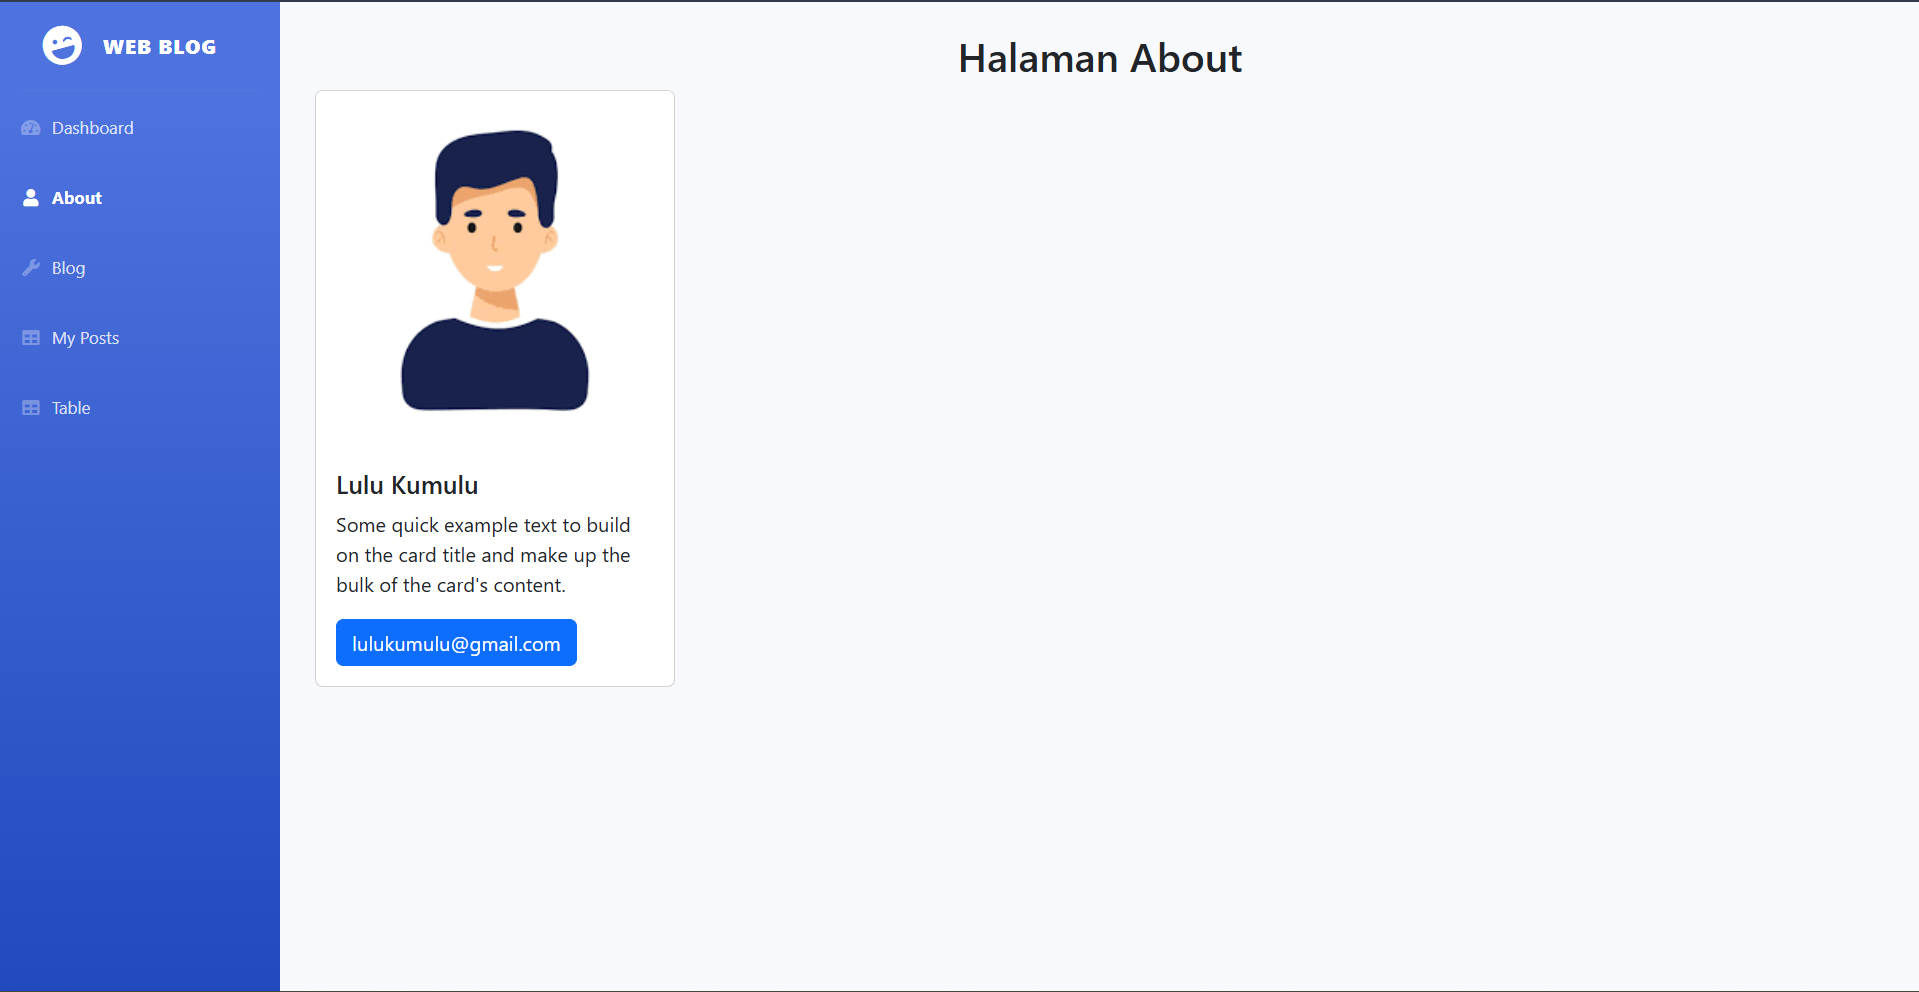 WEB BLOG
Dashboard
About
Blog
My Posts
Table
Halaman About
Lulu Kumulu
Some quick example text to build
on the card title and make up the
bulk of the card's content.
lulukumulu@gmail.com